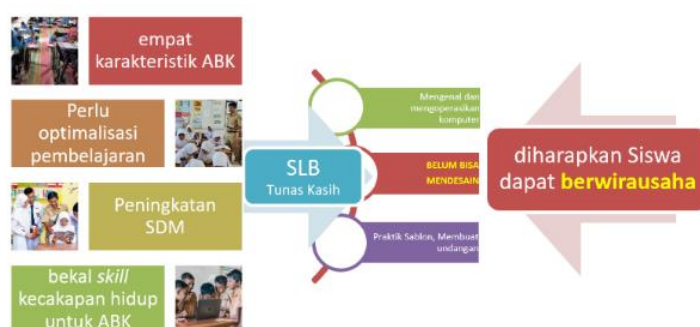 empat
karakteristik ABK
Perlu
optimalisasi
pembelajaran
Peningkatan
SDM
bekal skill
kecakapan hidup
untuk ABK
SLB
Tunas Kasih
Mengenal dan
mengoperasikan
komputer
BELUM BISA
MENDESAIN
Praktik Sablon, Membuat
undangan
diharapkan Siswa
dapat berwirausaha